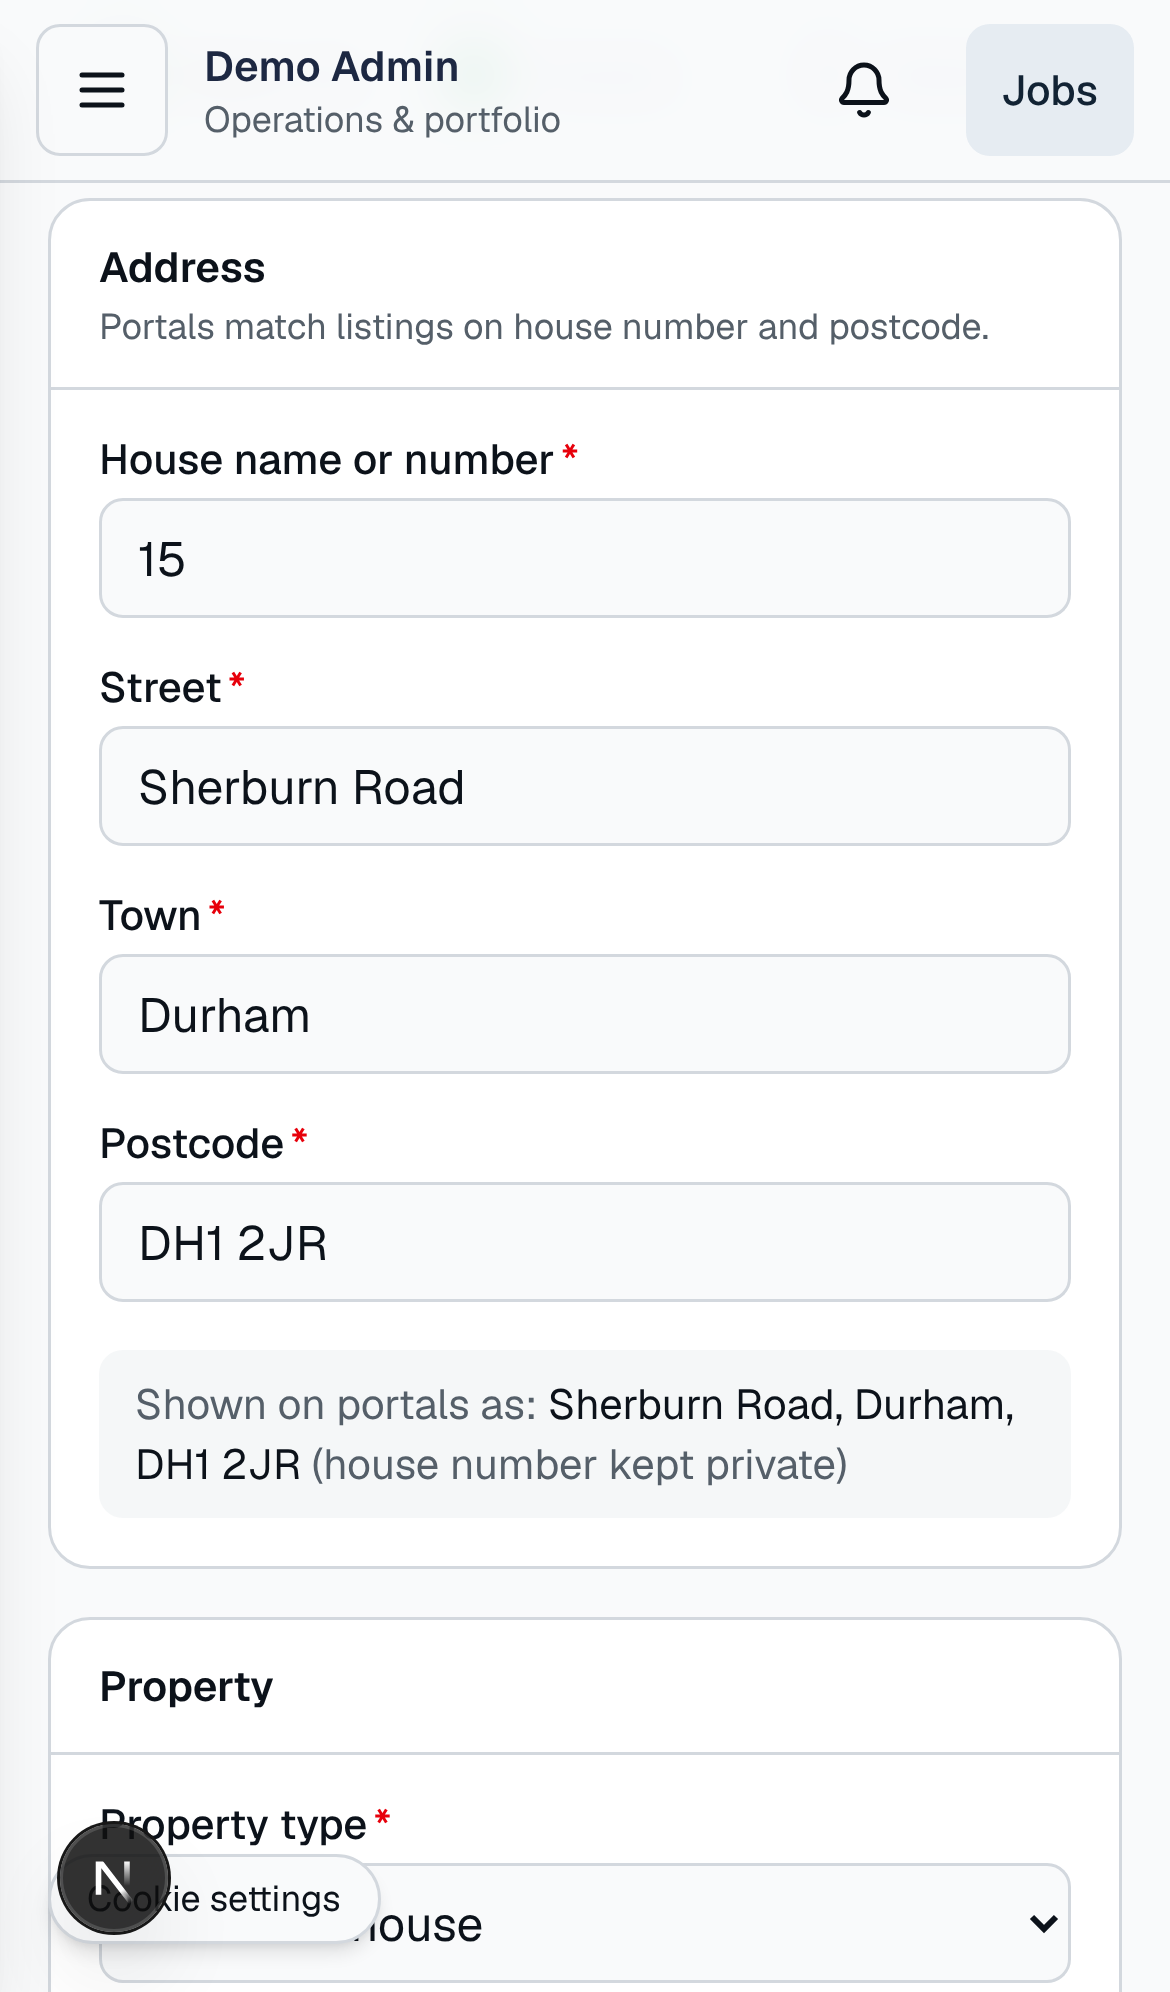 Demo Admin
Operations & portfolio
Jobs
Address
Portals match listings on house number and postcode.
House name or number *
15
Street *
Sherburn Road
Town *
Durham
Postcode *
DH1 2JR
Shown on portals as: Sherburn Road, Durham,
DH1 2JR (house number kept private)
Property
Property type *
N
Cookie settings
house